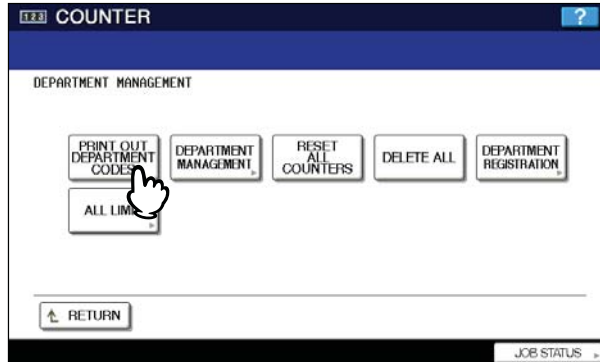 123 COUNTER
?
DEPARTMENT MANAGEMENT
PRINT OUT
DEPARTMENT
CODES
DEPARTMENT
MANAGEMENT
RESET
ALL
COUNTERS
DELETE ALL
DEPARTMENT
REGISTRATION
ALL
RETURN
JOB STATUS